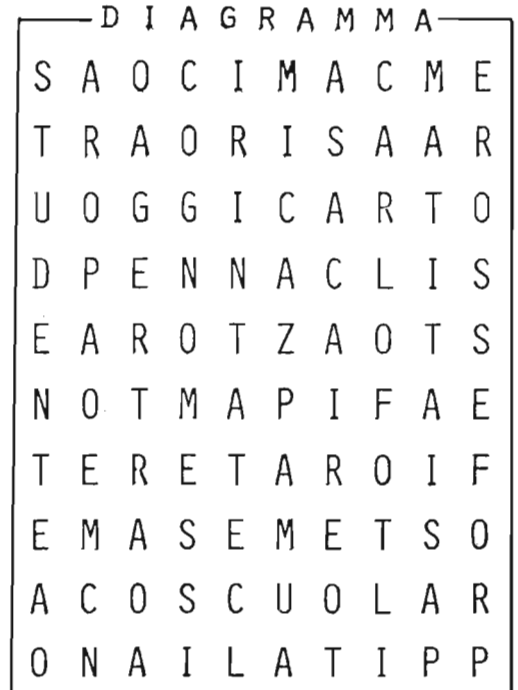 DIAGRAMMA
S A O C I M A C M E
T R A O R I S A A R
U O G G I C A R T O
D P E N N A C L I S
E A R O T Z A O T S
N O T M A P I F A E
T E R E T A R O I F
E M A S E M E T S O
A C O S C U O L A R
O N A I L A T I P P